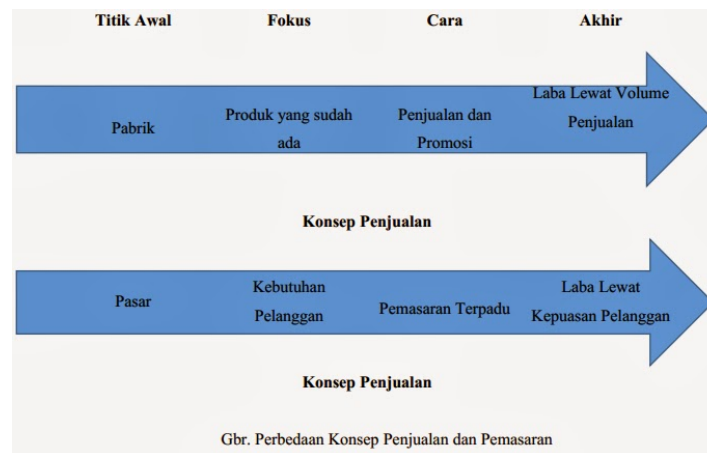 Titik Awal Fokus Cara Akhir
Pabrik
Produk yang sudah
ada
Penjualan dan
Promosi
Laba Lewat Volume
Penjualan
Konsep Penjualan
Pasar
Kebutuhan
Pelanggan
Pemasaran Terpadu
Laba Lewat
Kepuasan Pelanggan
Konsep Penjualan
Gbr. Perbedaan Konsep Penjualan dan Pemasaran